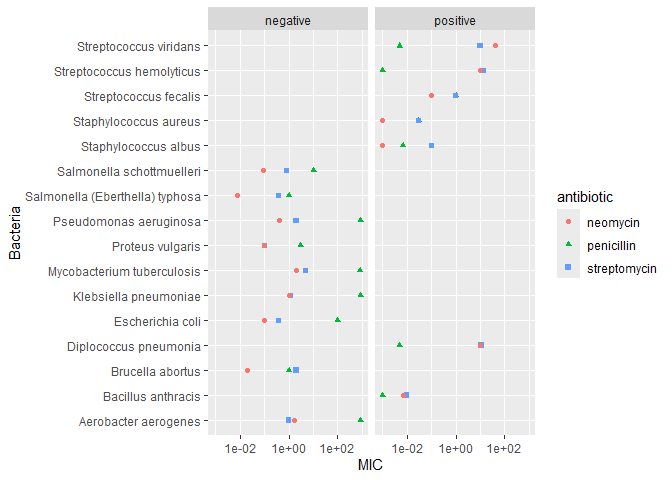 negative
positive
Streptococcus viridans
Streptococcus hemolyticus
Streptococcus fecalis
Staphylococcus aureus
Staphylococcus albus
Salmonella schottmuelleri
Salmonella (Eberthella) typhosa
Pseudomonas aeruginosa
Proteus vulgaris
Mycobacterium tuberculosis
Klebsiella pneumoniae
Escherichia coli
Diplococcus pneumonia
Brucella abortus
Bacillus anthracis
Aerobacter aerogenes
Bacteria
1e-02 1e+00 1e+02
1e-02 1e+00 1e+02
MIC
antibiotic
neomycin
penicillin
streptomycin